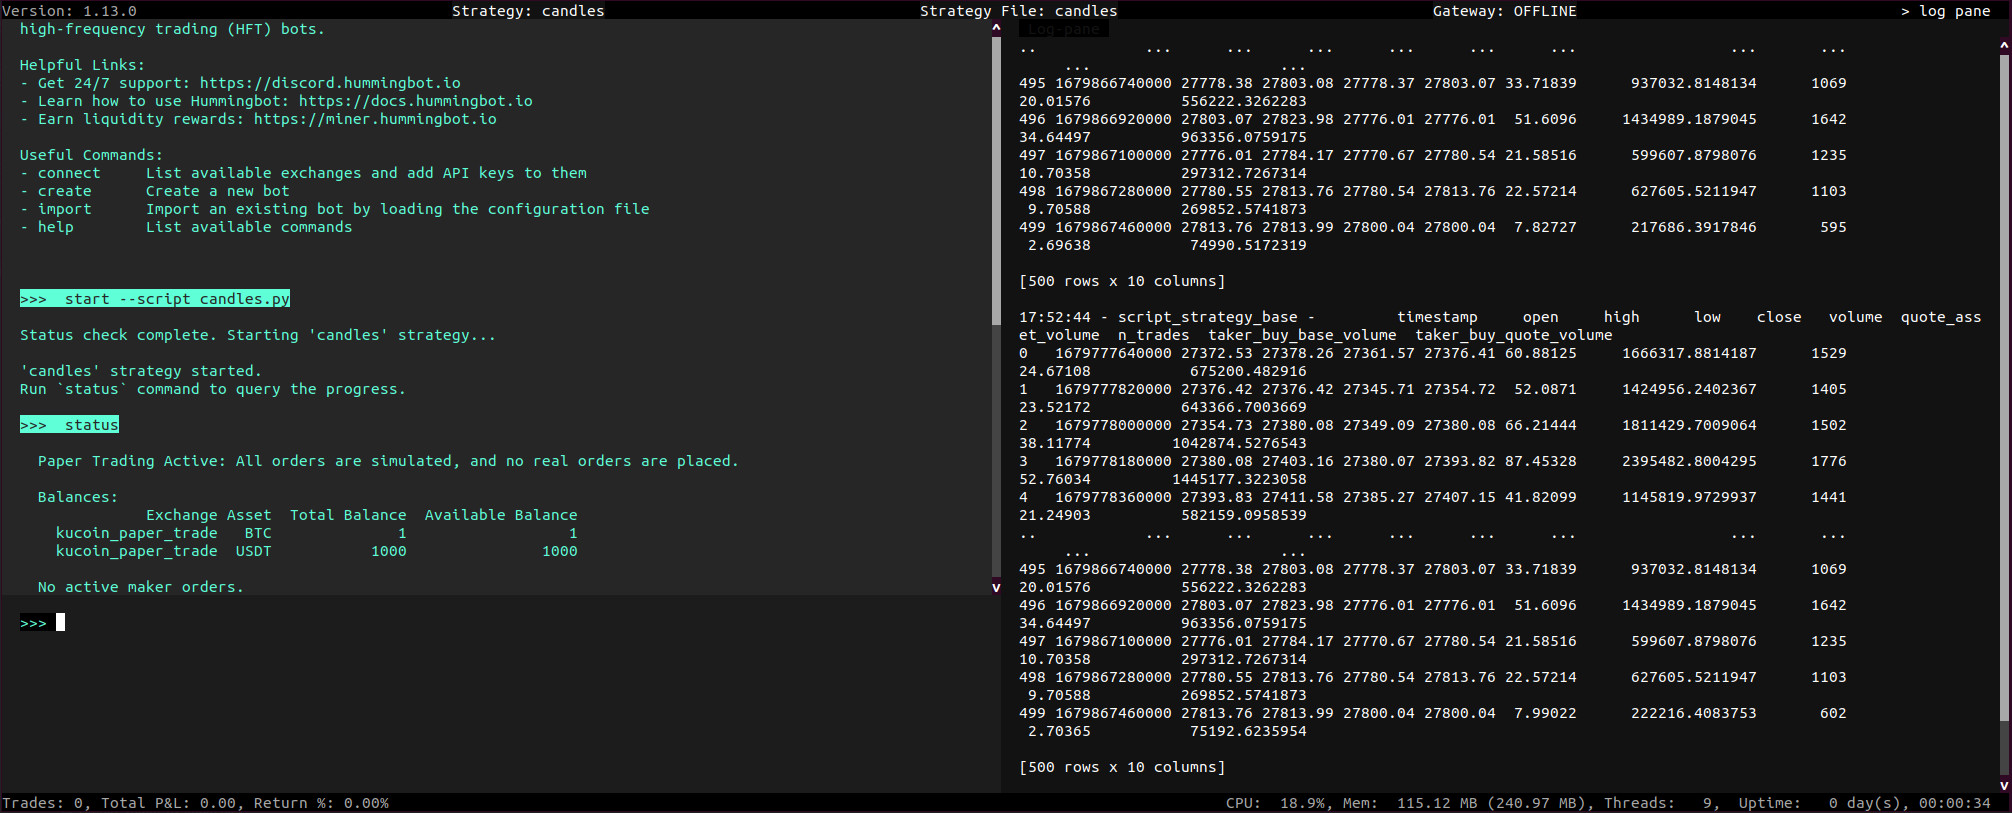 Version: 1.13.0 Strategy: candles Strategy File: candles Gateway: OFFLINE > log pane
high-frequency trading (HFT) bots.
Helpful Links:
- Get 24/7 support: https://discord.hummingbot.io
- Learn how to use Hummingbot: https://docs.hummingbot.io
- Earn liquidity rewards: https://miner.hummingbot.io
Useful Commands:
- connect List available exchanges and add API keys to them
- create Create a new bot
- import Import an existing bot by loading the configuration file
- help List available commands
>>> start --script candles.py
Status check complete. Starting 'candles' strategy...
'candles' strategy started.
Run `status` command to query the progress.
>>> status
Paper Trading Active: All orders are simulated, and no real orders are placed.
Balances:
Exchange Asset Total Balance Available Balance
kucoin_paper_trade BTC 1 1
kucoin_paper_trade USDT 1000 1000
No active maker orders.
^
v
>>>
Log-pane
.. ... ... ... ... ... ... ... ...
... ...
495 1679866740000 27778.38 27803.08 27778.37 27803.07 33.71839 937032.8148134 1069
20.01576 556222.3262283
496 1679866920000 27803.07 27823.98 27776.01 27776.01 51.6096 1434989.1879045 1642
34.64497 963356.0759175
497 1679867100000 27776.01 27784.17 27770.67 27780.54 21.58516 599607.8798076 1235
10.70358 297312.7267314
498 1679867280000 27780.55 27813.76 27780.54 27813.76 22.57214 627605.5211947 1103
9.70588 269852.5741873
499 1679867460000 27813.76 27813.99 27800.04 27800.04 7.82727 217686.3917846 595
2.69638 74990.5172319
[500 rows x 10 columns]
17:52:44 - script_strategy_base - timestamp open high low close volume quote_ass
et_volume n_trades taker_buy_base_volume taker_buy_quote_volume
0 1679777640000 27372.53 27378.26 27361.57 27376.41 60.88125 1666317.8814187 1529
24.67108 675200.482916
1 1679777820000 27376.42 27376.42 27345.71 27354.72 52.0871 1424956.2402367 1405
23.52172 643366.7003669
2 1679778000000 27354.73 27380.08 27349.09 27380.08 66.21444 1811429.7009064 1502
38.11774 1042874.5276543
3 1679778180000 27380.08 27403.16 27380.07 27393.82 87.45328 2395482.8004295 1776
52.76034 1445177.3223058
4 1679778360000 27393.83 27411.58 27385.27 27407.15 41.82099 1145819.9729937 1441
21.24903 582159.0958539
.. ... ... ... ... ... ... ... ...
... ...
495 1679866740000 27778.38 27803.08 27778.37 27803.07 33.71839 937032.8148134 1069
20.01576 556222.3262283
496 1679866920000 27803.07 27823.98 27776.01 27776.01 51.6096 1434989.1879045 1642
34.64497 963356.0759175
497 1679867100000 27776.01 27784.17 27770.67 27780.54 21.58516 599607.8798076 1235
10.70358 297312.7267314
498 1679867280000 27780.55 27813.76 27780.54 27813.76 22.57214 627605.5211947 1103
9.70588 269852.5741873
499 1679867460000 27813.76 27813.99 27800.04 27800.04 7.99022 222216.4083753 602
2.70365 75192.6235954
[500 rows x 10 columns]
^
v
Trades: 0, Total P&L: 0.00, Return %: 0.00% CPU: 18.9%, Mem: 115.12 MB (240.97 MB), Threads: 9, Uptime: 0 day(s), 00:00:34